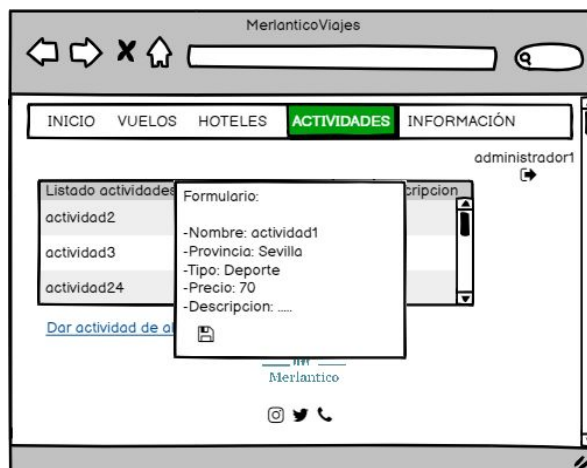 MerlanticoViajes
INICIO VUELOS HOTELES ACTIVIDADES INFORMACIÓN
administrador1
Listado actividades
cripcion
actividad2
actividad3
actividad24
Dar actividad de al
Formulario:
-Nombre: actividad1
-Provincia: Sevilla
-Tipo: Deporte
-Precio: 70
-Descripcion: .....
Merlantico